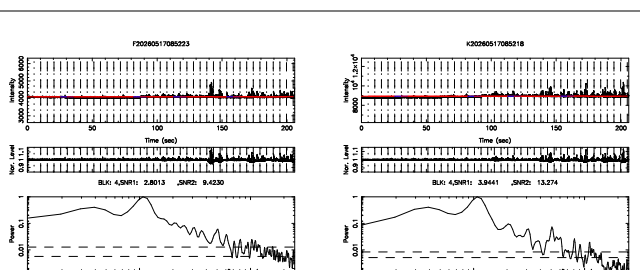 F20260517085223
K20260517085218
Intensity
3000 4000 5000 6000
0 50 100 150 200
Time (sec)
Intensity
8000 10⁴ 1.2×10⁴
0 50 100 150 200
Time (sec)
Nor. Level
0.9 1.1
Nor. Level
0.9 1.1
BLK: 4,SNR1: 2.8013 ,SNR2: 9.4230
BLK: 4,SNR1: 3.9441 ,SNR2: 13.274
Power
0.01 0.1 1
Power
0.01 0.1 1